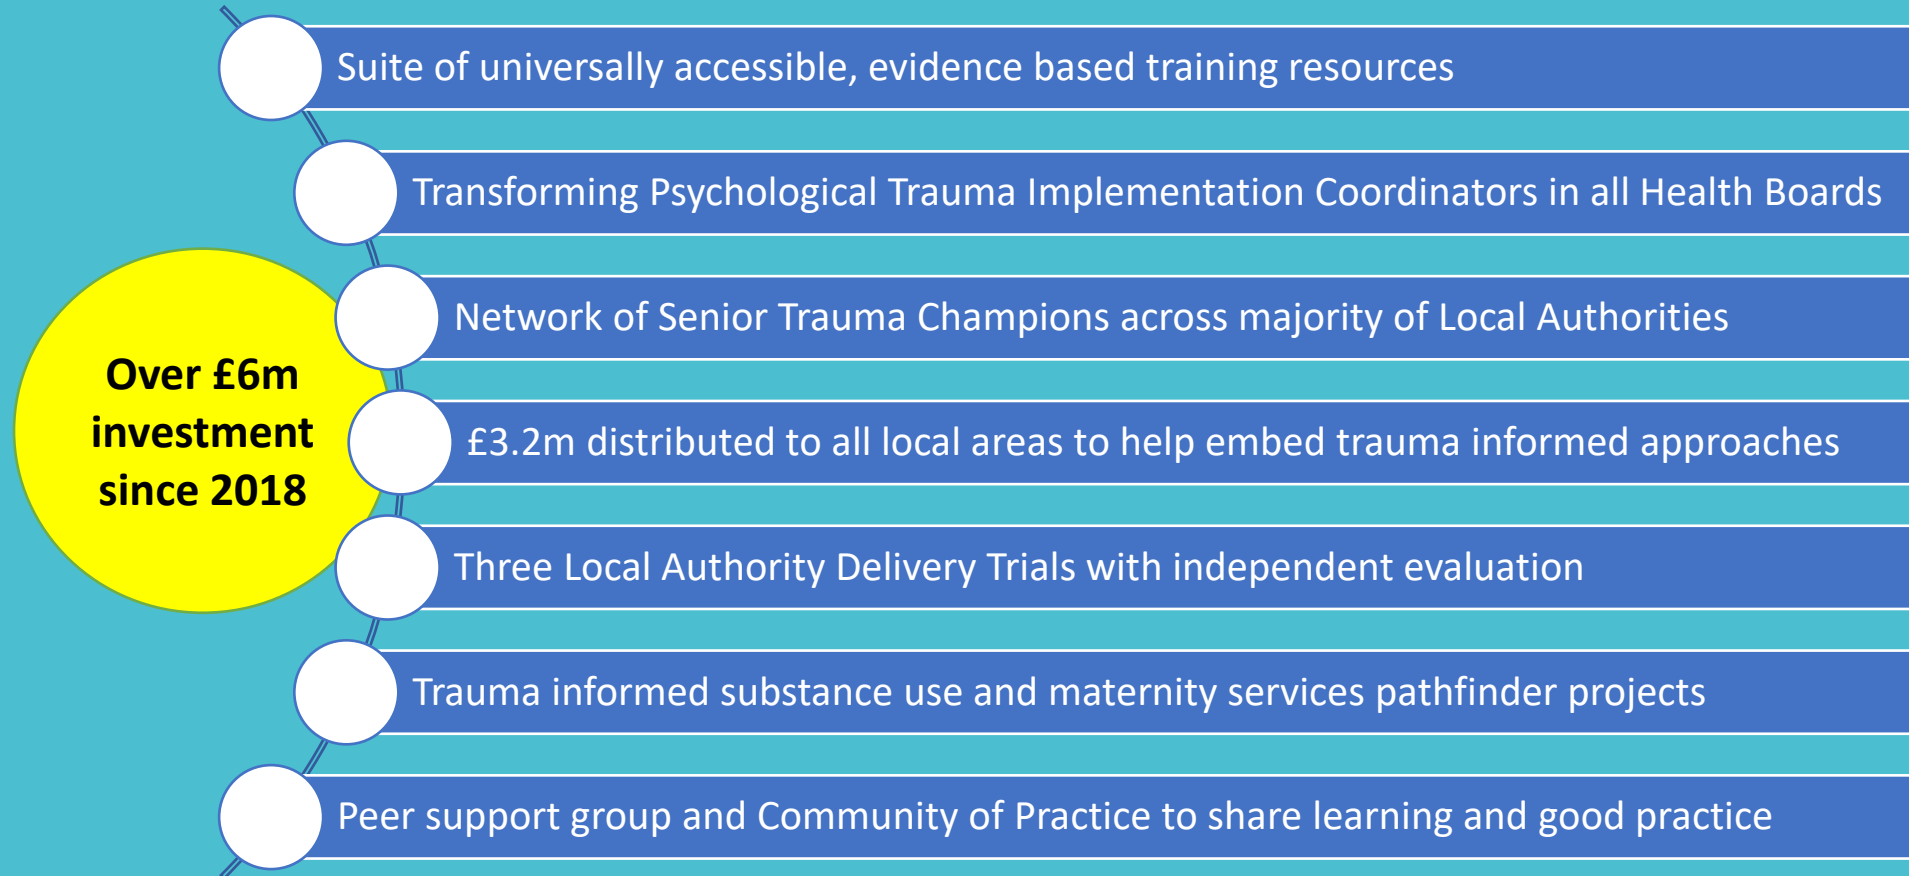 Suite of universally accessible, evidence based training resources
Transforming Psychological Trauma Implementation Coordinators in all Health Boards
Network of Senior Trauma Champions across majority of Local Authorities
Over £6m
investment
since 2018
£3.2m distributed to all local areas to help embed trauma informed approaches
Three Local Authority Delivery Trials with independent evaluation
Trauma informed substance use and maternity services pathfinder projects
Peer support group and Community of Practice to share learning and good practice